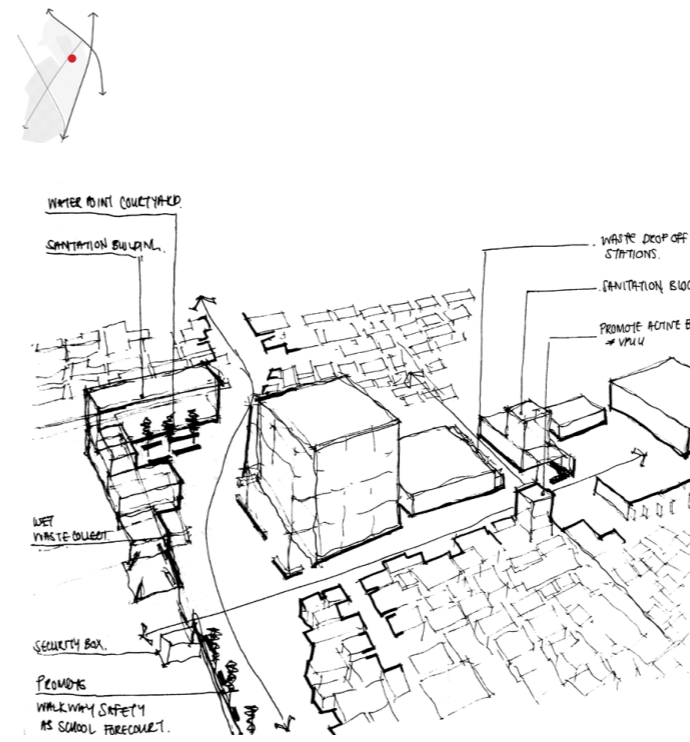 WATER POINT COURTYARD.
SANITATION BUILDING.
WASTE DROP OFF
STATIONS.
SANITATION BLOC
PROMOTE ACTIVE E
* VPUU
WET
WASTE COLLECT.
SECURITY BOX.
PROMOTE
WALKWAY SAFETY
AS SCHOOL FORECOURT.